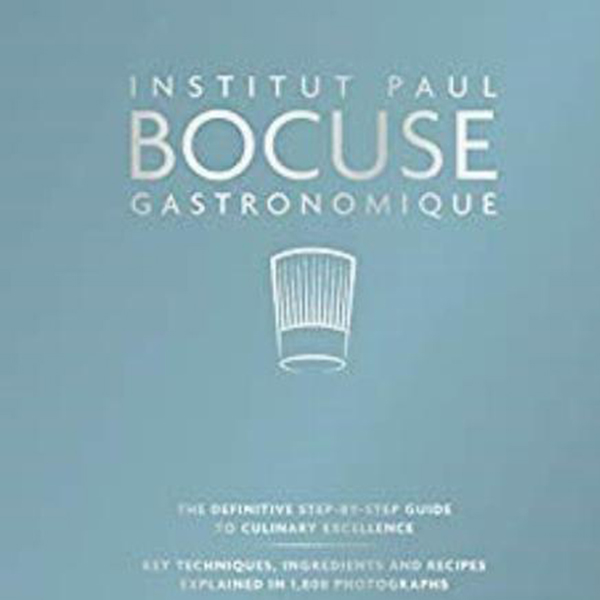 INSTITUT PAUL
BOCUSE
GASTRONOMIQUE
THE DEFINITIVE STEP-BY-STEP GUIDE
TO CULINARY EXCELLENCE
KEY TECHNIQUES, INGREDIENTS AND RECIPES
EXPLAINED IN 1,800 PHOTOGRAPHS